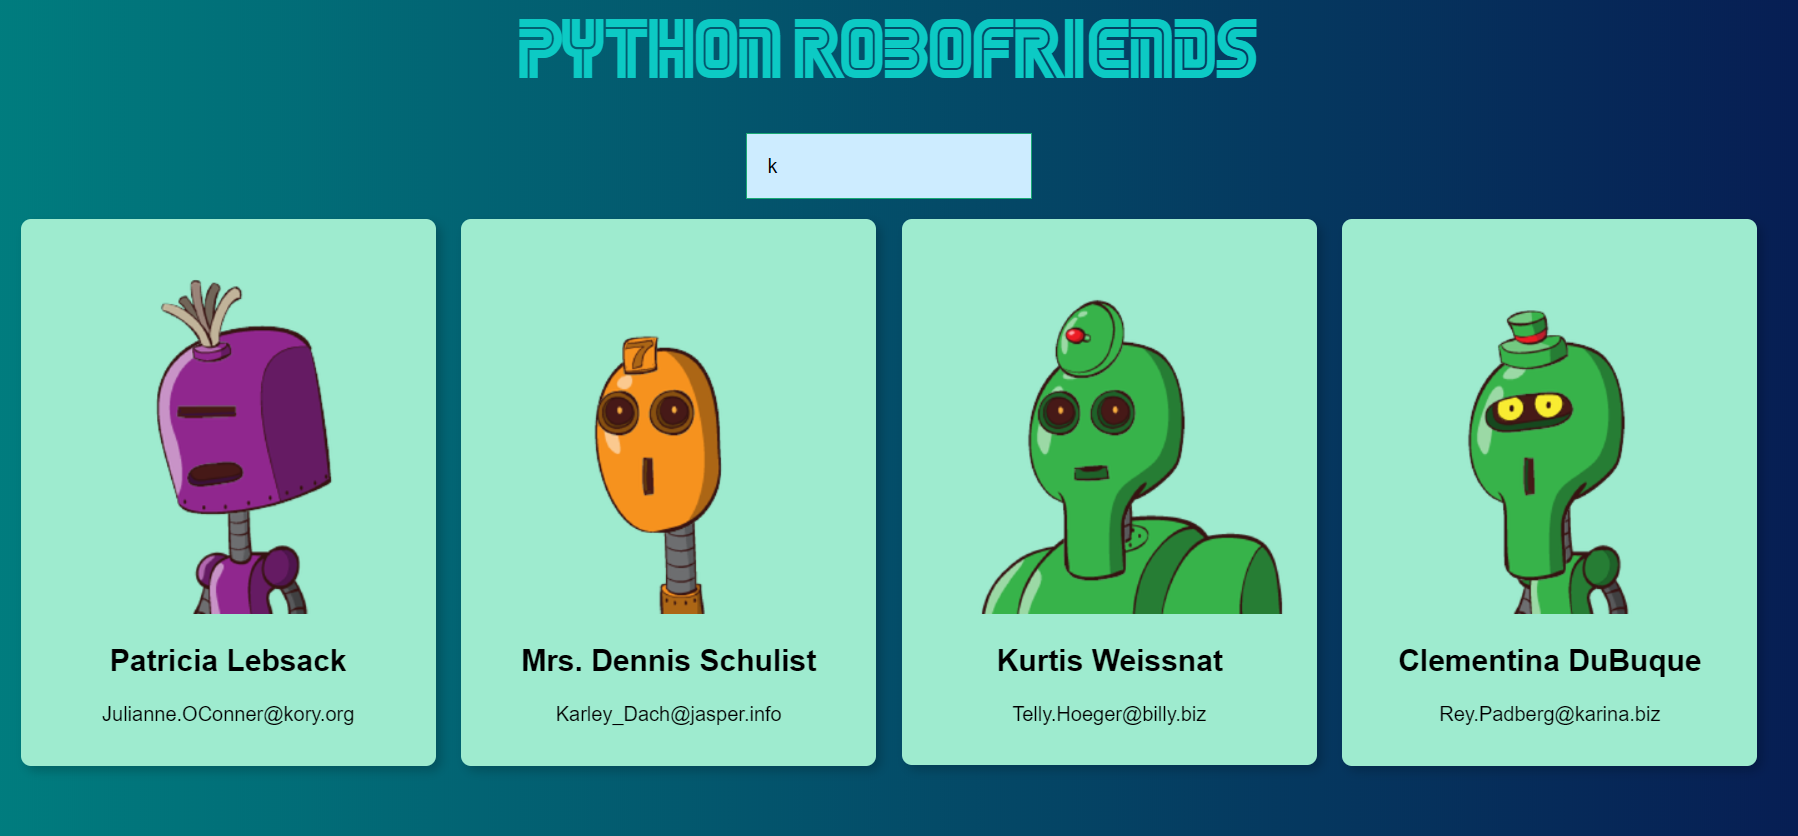 PYTHON ROBOFRIENDS
k
7
Patricia Lebsack
Julianne.OConner@kory.org
Mrs. Dennis Schulist
Karley_Dach@jasper.info
Kurtis Weissnat
Telly.Hoeger@billy.biz
Clementina DuBuque
Rey.Padberg@karina.biz